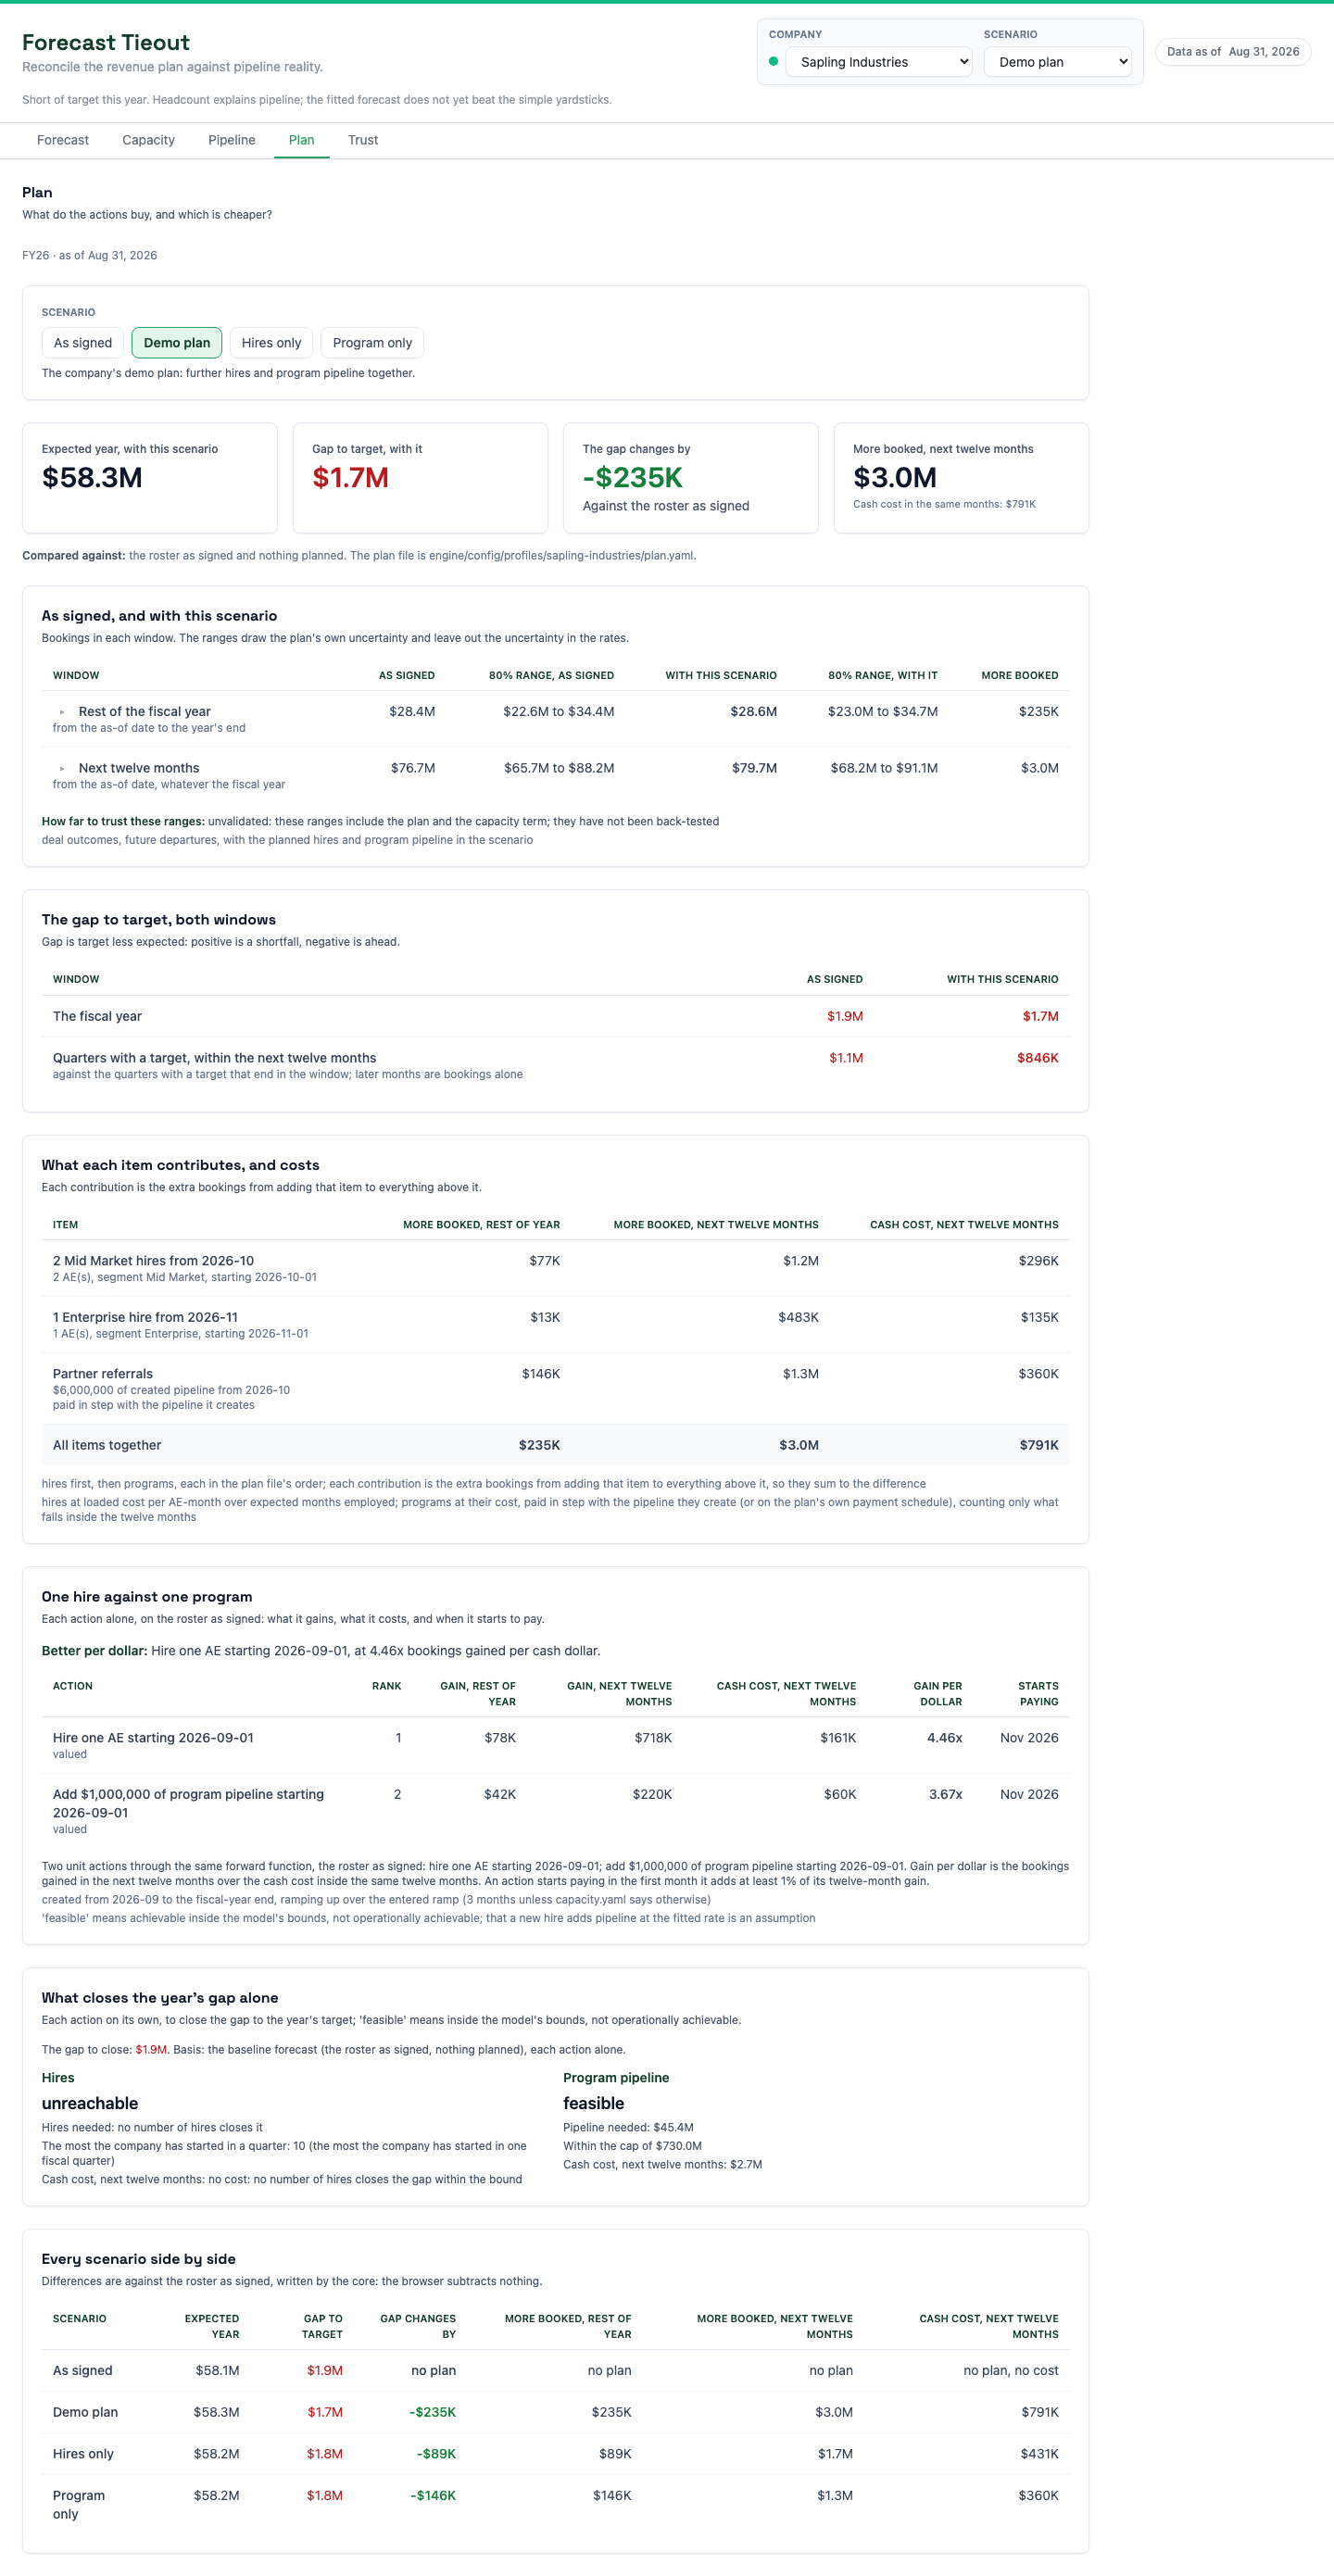 Forecast Tieout
Reconcile the revenue plan against pipeline reality.
COMPANY
SCENARIO
Sapling Industries
Demo plan
Data as of Aug 31, 2026
Short of target this year. Headcount explains pipeline; the fitted forecast does not yet beat the simple yardsticks.
Forecast Capacity Pipeline Plan Trust
Plan
What do the actions buy, and which is cheaper?
FY26 · as of Aug 31, 2026
SCENARIO
As signed Demo plan Hires only Program only
The company's demo plan: further hires and program pipeline together.
Expected year, with this scenario
$58.3M
Gap to target, with it
$1.7M
The gap changes by
-$235K
Against the roster as signed
More booked, next twelve months
$3.0M
Cash cost in the same months: $791K
Compared against: the roster as signed and nothing planned. The plan file is engine/config/profiles/sapling-industries/plan.yaml.
As signed, and with this scenario
Bookings in each window. The ranges draw the plan's own uncertainty and leave out the uncertainty in the rates.
WINDOW AS SIGNED 80% RANGE, AS SIGNED WITH THIS SCENARIO 80% RANGE, WITH IT MORE BOOKED
▸ Rest of the fiscal year $28.4M $22.6M to $34.4M $28.6M $23.0M to $34.7M $235K
from the as-of date to the year's end
▸ Next twelve months $76.7M $65.7M to $88.2M $79.7M $68.2M to $91.1M $3.0M
from the as-of date, whatever the fiscal year
How far to trust these ranges: unvalidated: these ranges include the plan and the capacity term; they have not been back-tested
deal outcomes, future departures, with the planned hires and program pipeline in the scenario
The gap to target, both windows
Gap is target less expected: positive is a shortfall, negative is ahead.
WINDOW AS SIGNED WITH THIS SCENARIO
The fiscal year $1.9M $1.7M
Quarters with a target, within the next twelve months $1.1M $846K
against the quarters with a target that end in the window; later months are bookings alone
What each item contributes, and costs
Each contribution is the extra bookings from adding that item to everything above it.
ITEM MORE BOOKED, REST OF YEAR MORE BOOKED, NEXT TWELVE MONTHS CASH COST, NEXT TWELVE MONTHS
2 Mid Market hires from 2026-10 $77K $1.2M $296K
2 AE(s), segment Mid Market, starting 2026-10-01
1 Enterprise hire from 2026-11 $13K $483K $135K
1 AE(s), segment Enterprise, starting 2026-11-01
Partner referrals $146K $1.3M $360K
$6,000,000 of created pipeline from 2026-10
paid in step with the pipeline it creates
All items together $235K $3.0M $791K
hires first, then programs, each in the plan file's order; each contribution is the extra bookings from adding that item to everything above it, so they sum to the difference
hires at loaded cost per AE-month over expected months employed; programs at their cost, paid in step with the pipeline they create (or on the plan's own payment schedule), counting only what
falls inside the twelve months
One hire against one program
Each action alone, on the roster as signed: what it gains, what it costs, and when it starts to pay.
Better per dollar: Hire one AE starting 2026-09-01, at 4.46x bookings gained per cash dollar.
ACTION RANK GAIN, REST OF YEAR GAIN, NEXT TWELVE MONTHS CASH COST, NEXT TWELVE MONTHS GAIN PER DOLLAR STARTS PAYING
Hire one AE starting 2026-09-01 1 $78K $718K $161K 4.46x Nov 2026
valued
Add $1,000,000 of program pipeline starting 2 $42K $220K $60K 3.67x Nov 2026
2026-09-01
valued
Two unit actions through the same forward function, the roster as signed: hire one AE starting 2026-09-01; add $1,000,000 of program pipeline starting 2026-09-01. Gain per dollar is the bookings
gained in the next twelve months over the cash cost inside the same twelve months. An action starts paying in the first month it adds at least 1% of its twelve-month gain.
created from 2026-09 to the fiscal-year end, ramping up over the entered ramp (3 months unless capacity.yaml says otherwise)
'feasible' means achievable inside the model's bounds, not operationally achievable; that a new hire adds pipeline at the fitted rate is an assumption
What closes the year's gap alone
Each action on its own, to close the gap to the year's target; 'feasible' means inside the model's bounds, not operationally achievable.
The gap to close: $1.9M. Basis: the baseline forecast (the roster as signed, nothing planned), each action alone.
Hires
unreachable
Hires needed: no number of hires closes it
The most the company has started in a quarter: 10 (the most the company has started in one
fiscal quarter)
Cash cost, next twelve months: no cost: no number of hires closes the gap within the bound
Program pipeline
feasible
Pipeline needed: $45.4M
Within the cap of $730.0M
Cash cost, next twelve months: $2.7M
Every scenario side by side
Differences are against the roster as signed, written by the core: the browser subtracts nothing.
SCENARIO EXPECTED YEAR GAP TO TARGET GAP CHANGES BY MORE BOOKED, REST OF YEAR MORE BOOKED, NEXT TWELVE MONTHS CASH COST, NEXT TWELVE MONTHS
As signed $58.1M $1.9M no plan no plan no plan no plan, no cost
Demo plan $58.3M $1.7M -$235K $235K $3.0M $791K
Hires only $58.2M $1.8M -$89K $89K $1.7M $431K
Program only $58.2M $1.8M -$146K $146K $1.3M $360K